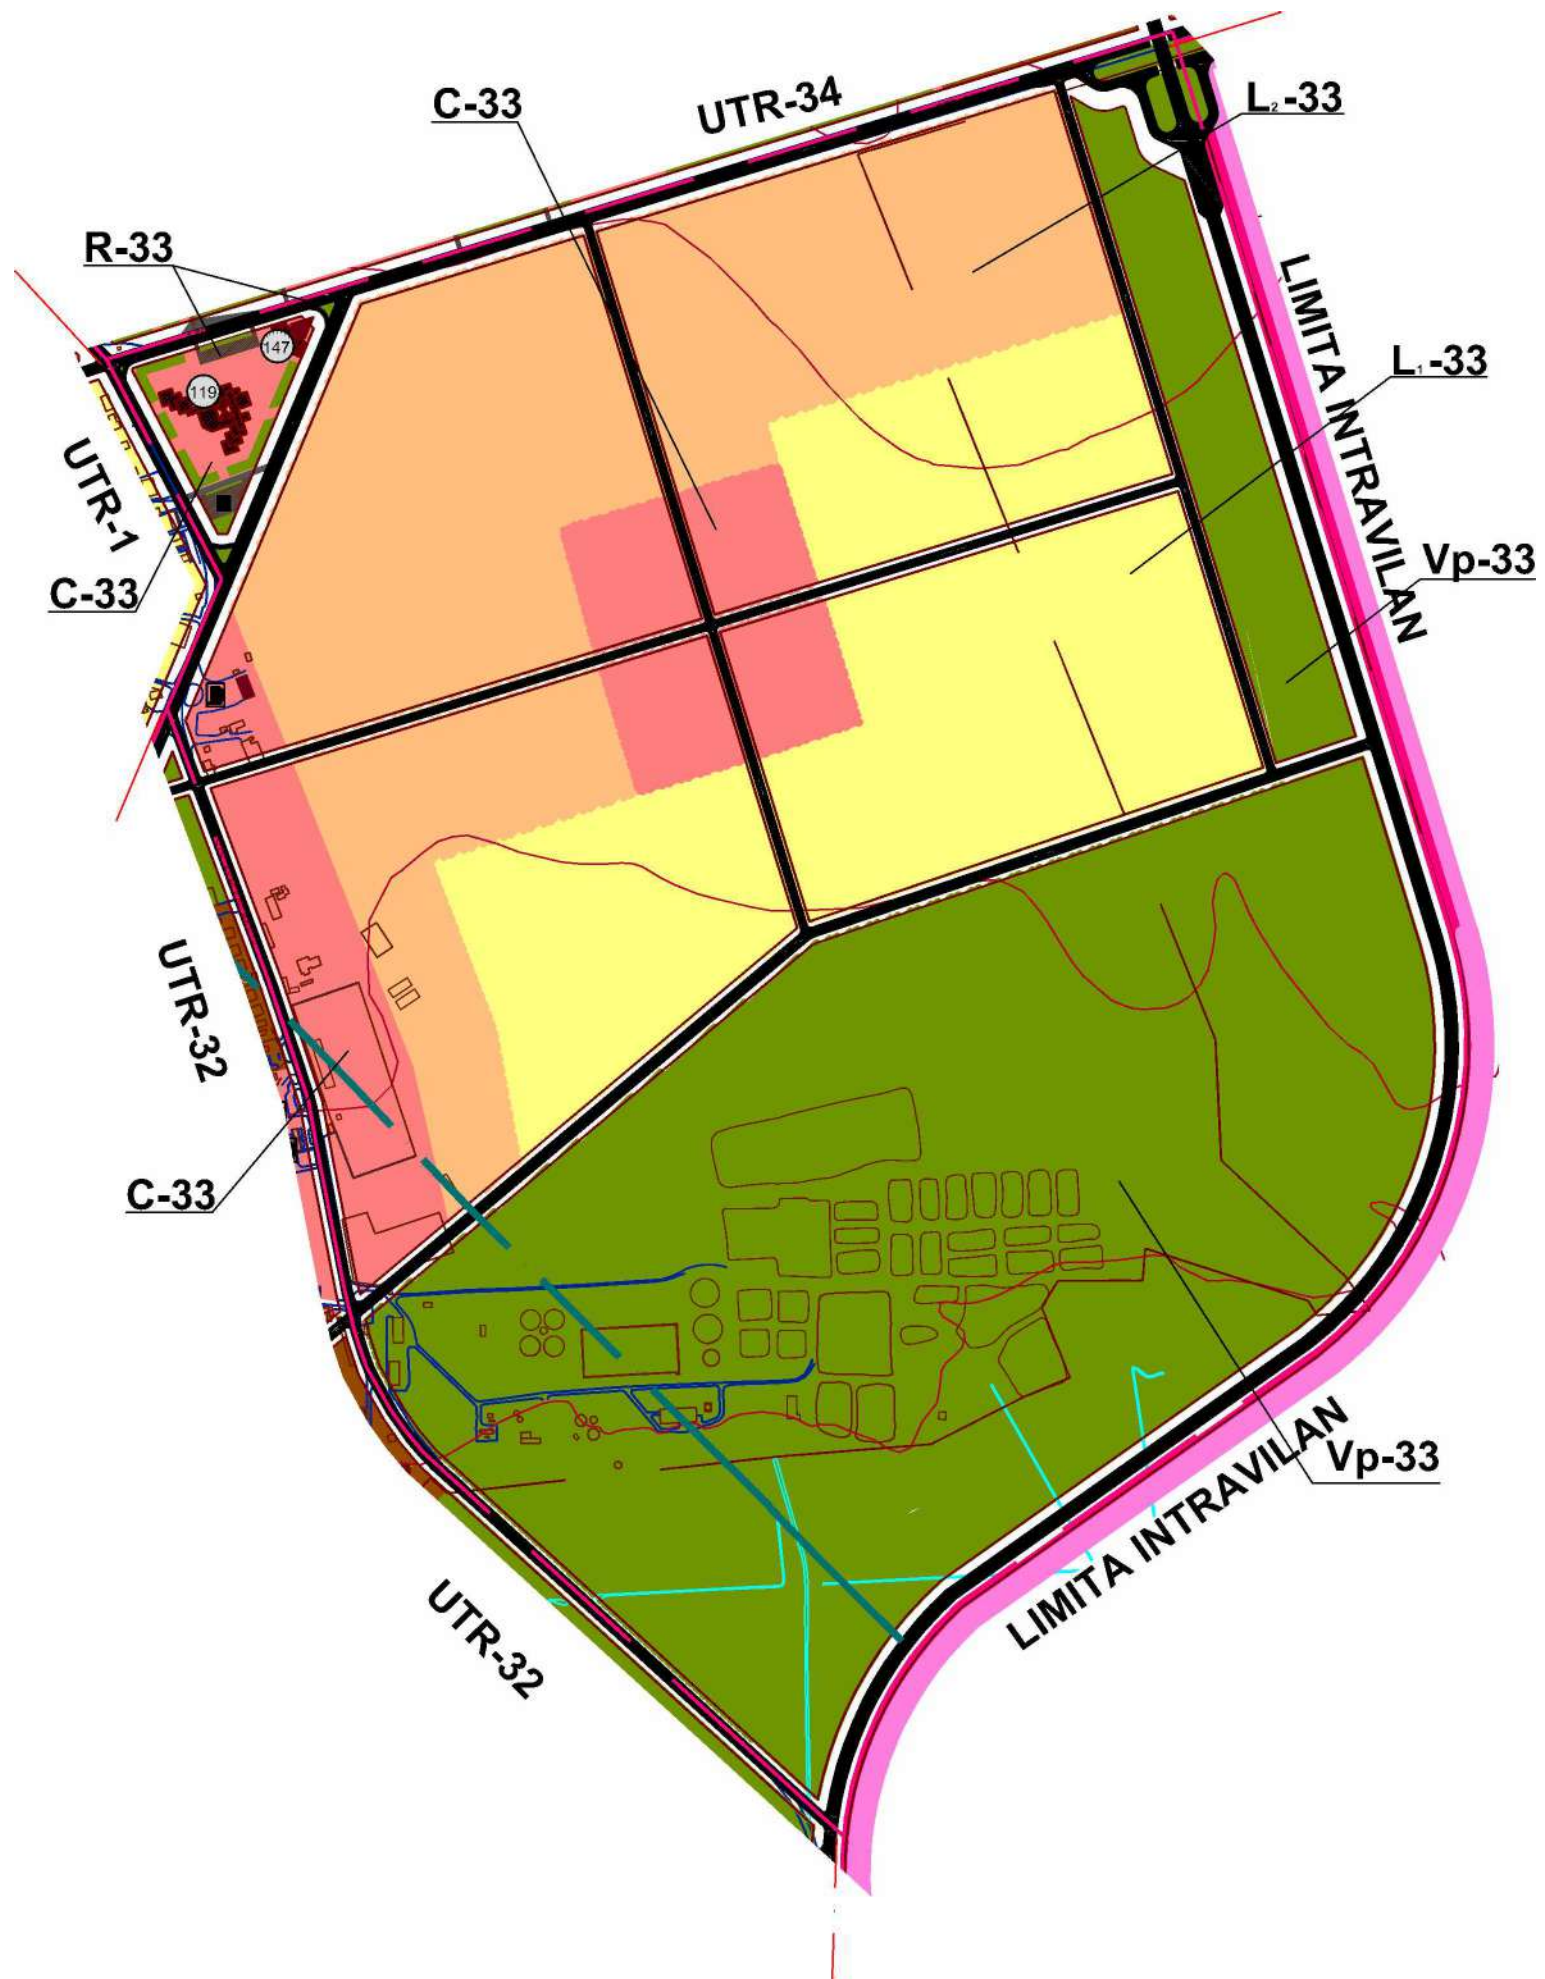 C-33
UTR-34
L₂-33
R-33
147
119
LIMITA INTRAVILAN
L₁-33
UTR-1
Vp-33
C-33
UTR-32
C-33
Vp-33
LIMITA INTRAVILAN
UTR-32